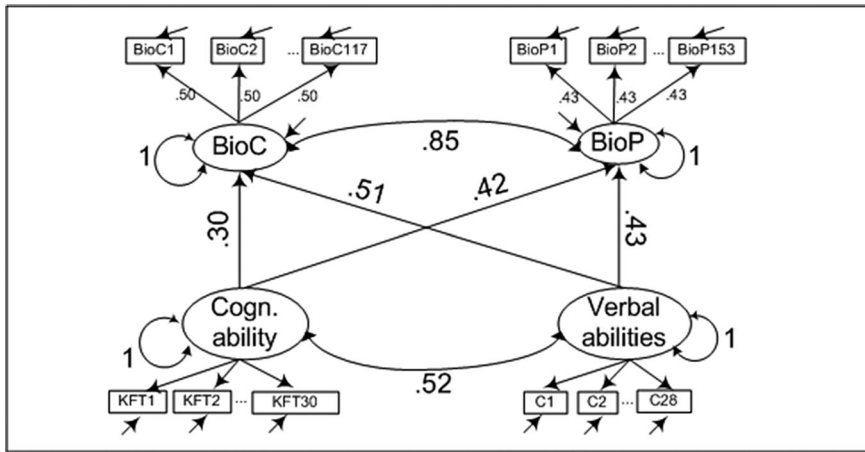 BioC1 BioC2 ... BioC117 BioP1 BioP2 ... BioP153
.50 .50 .50 .43 .43 .43
1 BioC .85 BioP 1
.51 .42
.30 .43
Cogn. Verbal
ability abilities
1 .52 1
KFT1 KFT2 ... KFT30 C1 C2 ... C28